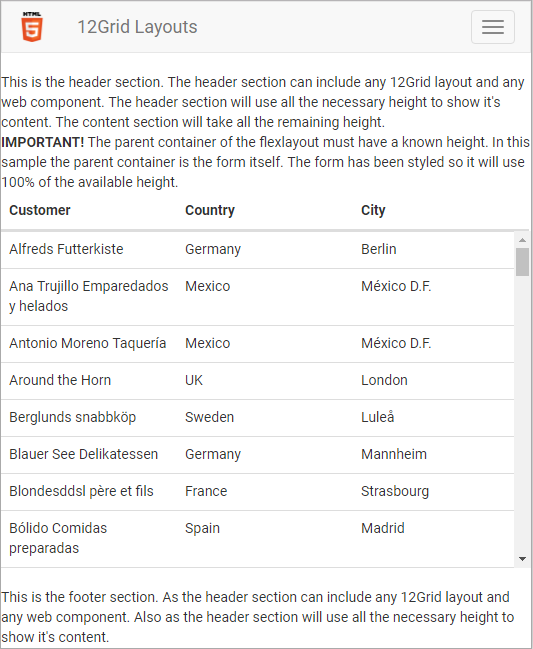 HTML
5
12Grid Layouts
This is the header section. The header section can include any 12Grid layout and any
web component. The header section will use all the necessary height to show it's
content. The content section will take all the remaining height.
IMPORTANT! The parent container of the flexlayout must have a known height. In this
sample the parent container is the form itself. The form has been styled so it will use
100% of the available height.
Customer Country City
Alfreds Futterkiste Germany Berlin
Ana Trujillo Emparedados Mexico México D.F.
y helados
Antonio Moreno Taquería Mexico México D.F.
Around the Horn UK London
Berglunds snabbköp Sweden Luleå
Blauer See Delikatessen Germany Mannheim
Blondesddsl père et fils France Strasbourg
Bólido Comidas Spain Madrid
preparadas
This is the footer section. As the header section can include any 12Grid layout and
any web component. Also as the header section will use all the necessary height to
show it's content.